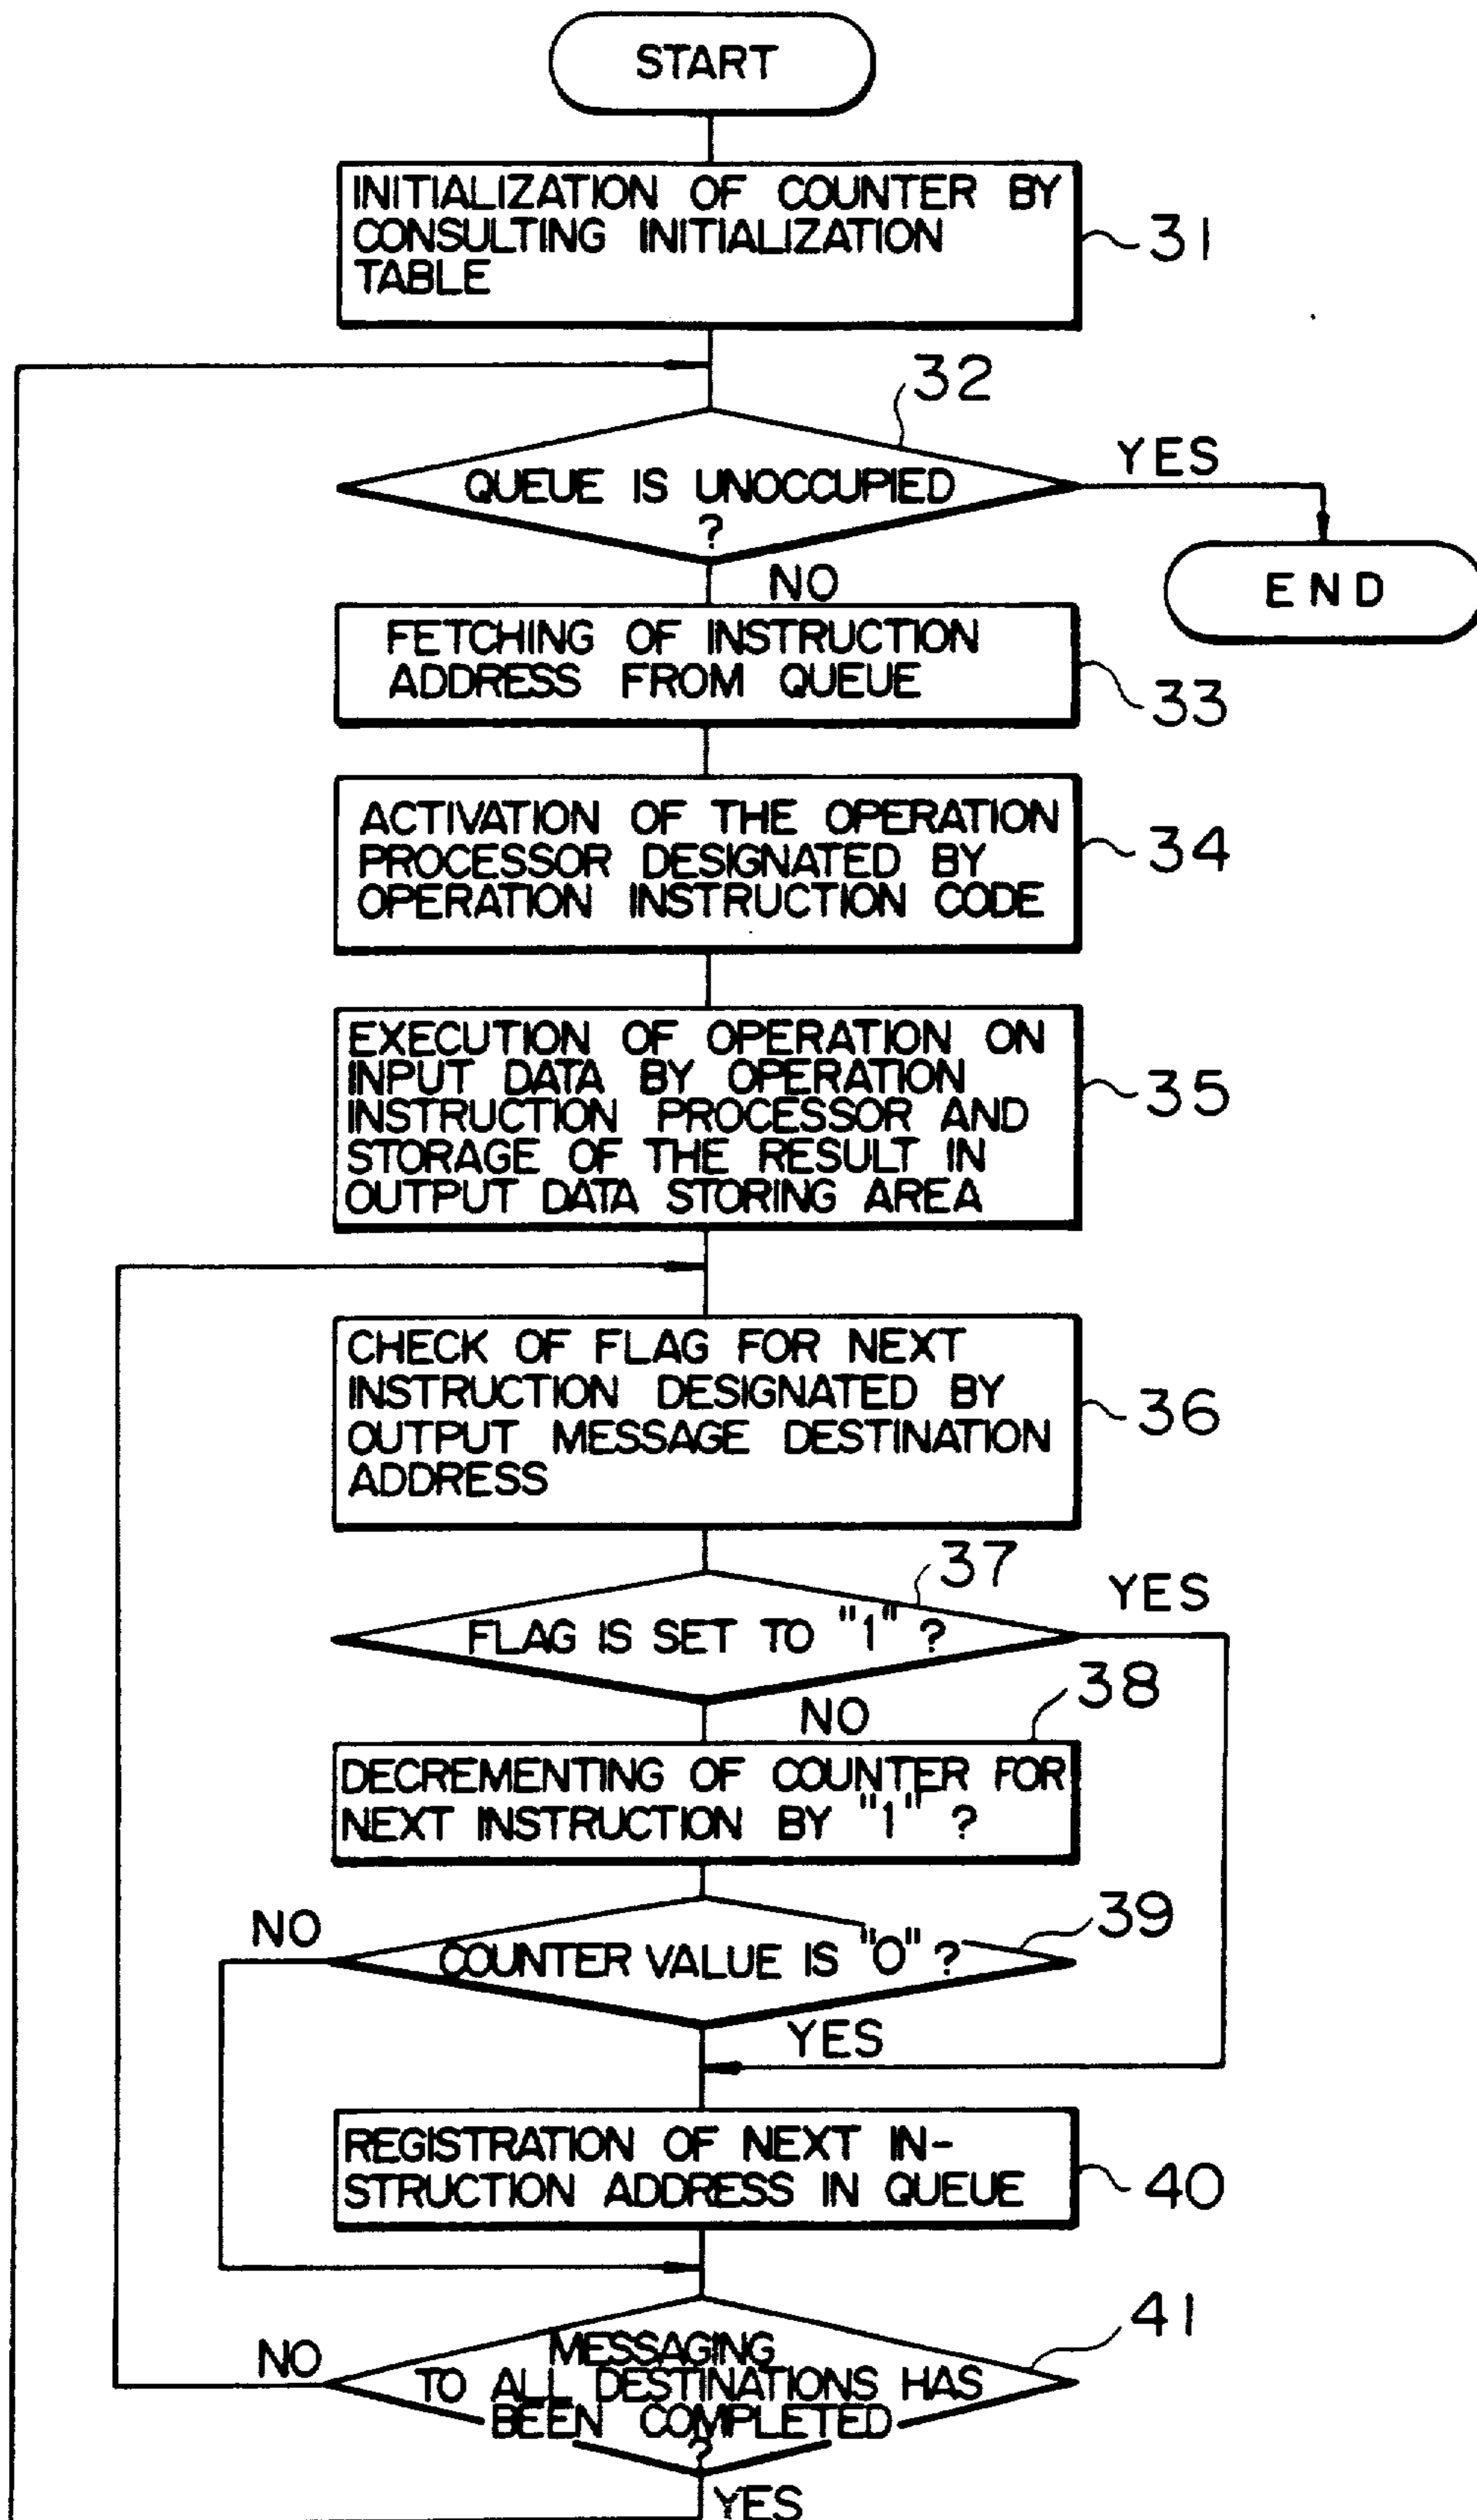 START
INITIALIZATION OF COUNTER BY
CONSULTING INITIALIZATION
TABLE
31
32
QUEUE IS UNOCCUPIED
?
YES
END
NO
FETCHING OF INSTRUCTION
ADDRESS FROM QUEUE
33
ACTIVATION OF THE OPERATION
PROCESSOR DESIGNATED BY
OPERATION INSTRUCTION CODE
34
EXECUTION OF OPERATION ON
INPUT DATA BY OPERATION
INSTRUCTION PROCESSOR AND
STORAGE OF THE RESULT IN
OUTPUT DATA STORING AREA
35
CHECK OF FLAG FOR NEXT
INSTRUCTION DESIGNATED BY
OUTPUT MESSAGE DESTINATION
ADDRESS
36
37
FLAG IS SET TO "1" ?
YES
NO
38
DECREMENTING OF COUNTER FOR
NEXT INSTRUCTION BY "1" ?
39
NO
COUNTER VALUE IS "0" ?
YES
REGISTRATION OF NEXT IN-
STRUCTION ADDRESS IN QUEUE
40
41
NO
MESSAGING
TO ALL DESTINATIONS HAS
BEEN COMPLETED
?
YES